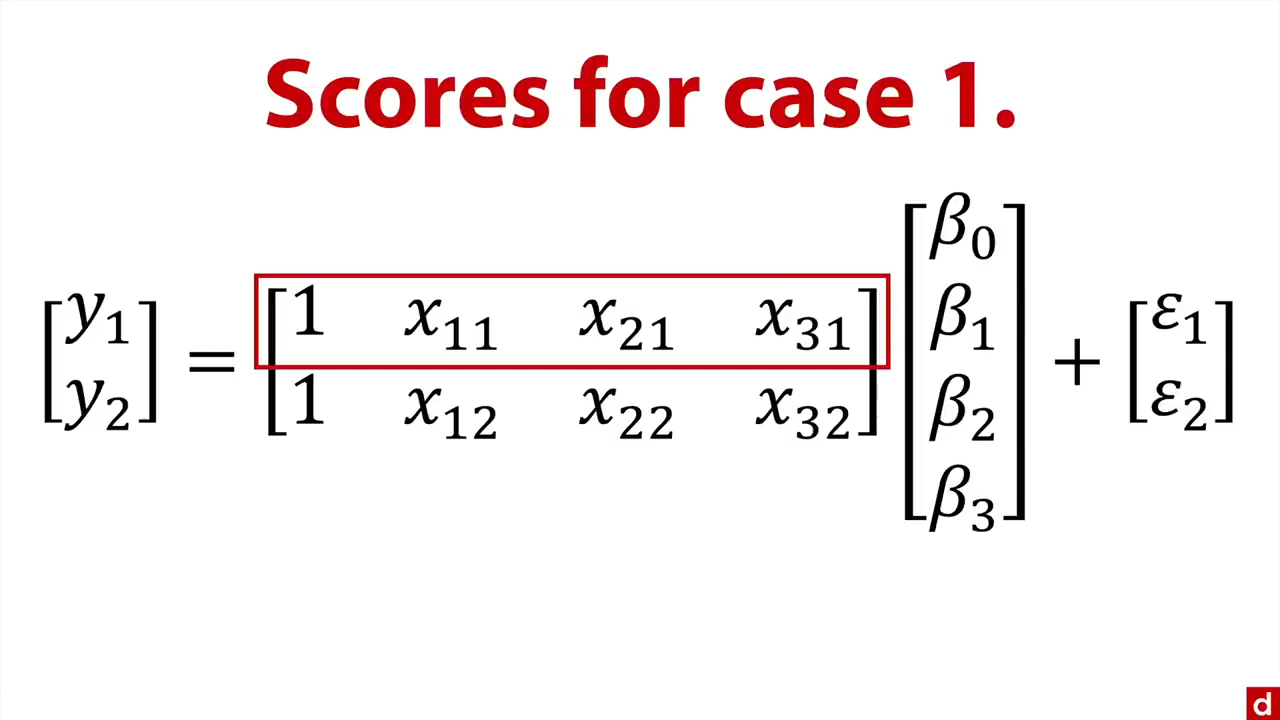 Scores for case 1.
[y₁ y₂] = [1 x₁₁ x₂₁ x₃₁; 1 x₁₂ x₂₂ x₃₂] [β₀ β₁ β₂ β₃] + [ε₁ ε₂]
d